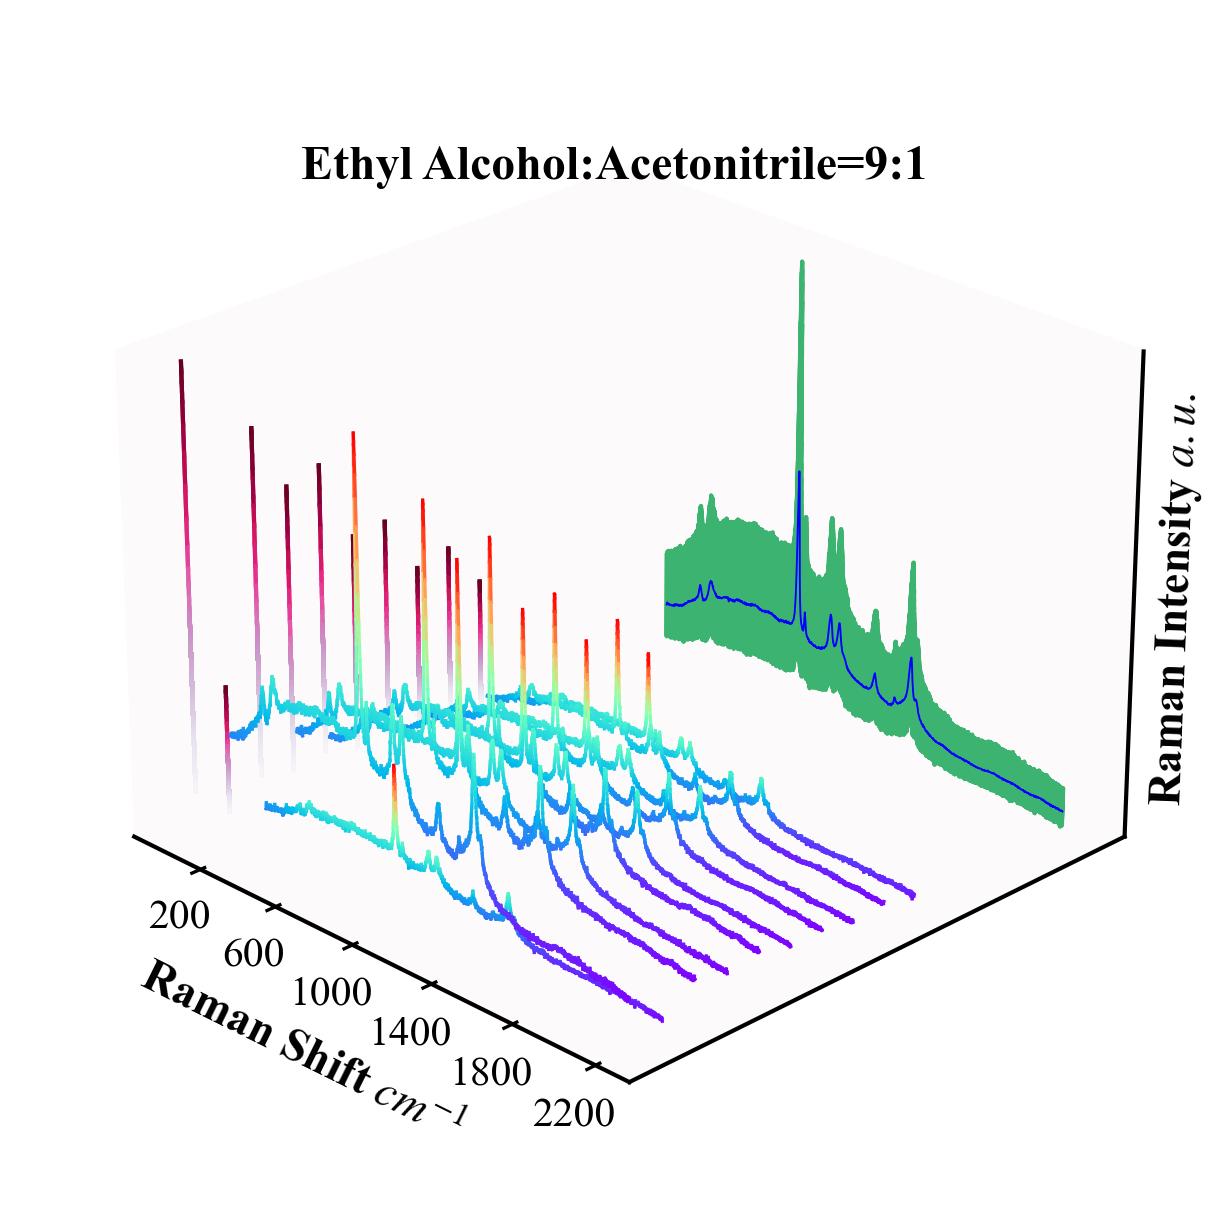 Ethyl Alcohol:Acetonitrile=9:1
Raman Intensity a.u.
200
600
1000
1400
1800
2200
Raman Shift cm⁻¹